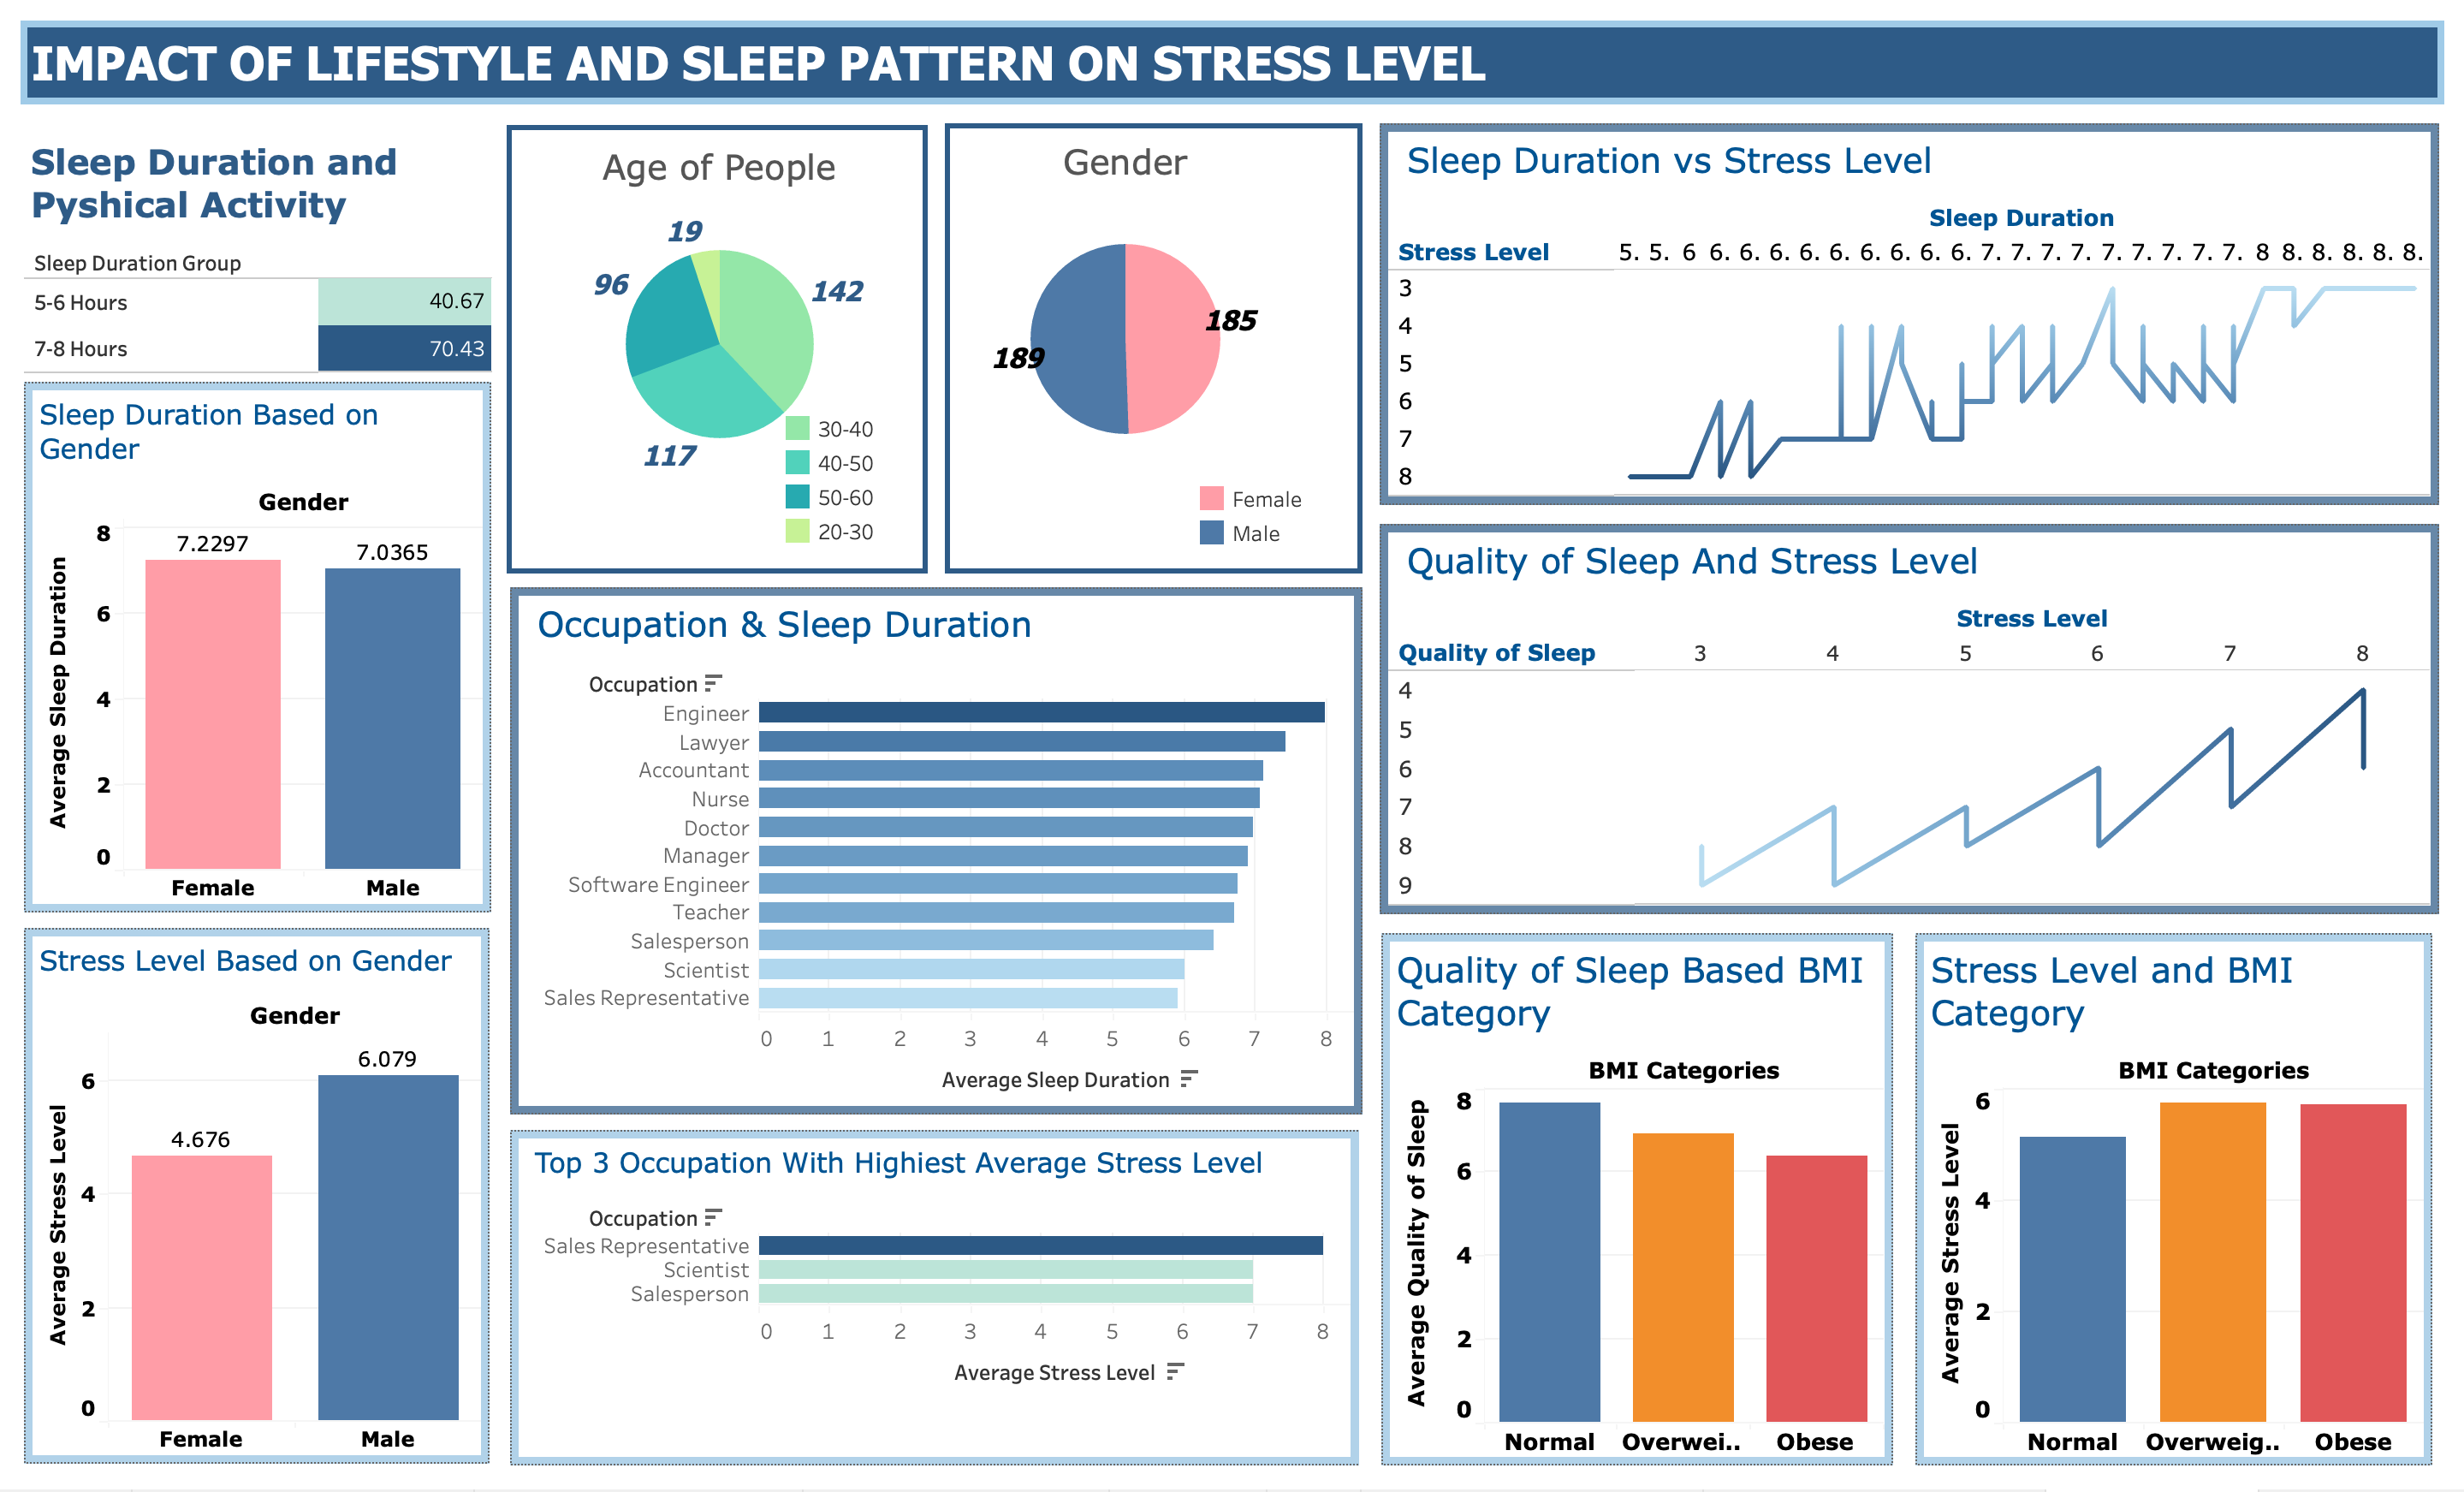 IMPACT OF LIFESTYLE AND SLEEP PATTERN ON STRESS LEVEL
Sleep Duration and
Pyshical Activity
Sleep Duration Group
5-6 Hours 40.67
7-8 Hours 70.43
Sleep Duration Based on
Gender
Gender
Average Sleep Duration
8
6
4
2
0
7.2297 7.0365
Female Male
Stress Level Based on Gender
Gender
Average Stress Level
6
4
2
0
4.676 6.079
Female Male
Age of People
19
96
142
117
30-40
40-50
50-60
20-30
Gender
185
189
Female
Male
Occupation & Sleep Duration
Occupation
Engineer
Lawyer
Accountant
Nurse
Doctor
Manager
Software Engineer
Teacher
Salesperson
Scientist
Sales Representative
0 1 2 3 4 5 6 7 8
Average Sleep Duration
Top 3 Occupation With Highiest Average Stress Level
Occupation
Sales Representative
Scientist
Salesperson
0 1 2 3 4 5 6 7 8
Average Stress Level
Sleep Duration vs Stress Level
Sleep Duration
Stress Level 5. 5. 6 6. 6. 6. 6. 6. 6. 6. 6. 6. 7. 7. 7. 7. 7. 7. 7. 7. 7. 8 8. 8. 8. 8. 8.
3
4
5
6
7
8
Quality of Sleep And Stress Level
Stress Level
Quality of Sleep 3 4 5 6 7 8
4
5
6
7
8
9
Quality of Sleep Based BMI
Category
BMI Categories
Average Quality of Sleep
8
6
4
2
0
Normal Overwei.. Obese
Stress Level and BMI
Category
BMI Categories
Average Stress Level
6
4
2
0
Normal Overweig.. Obese